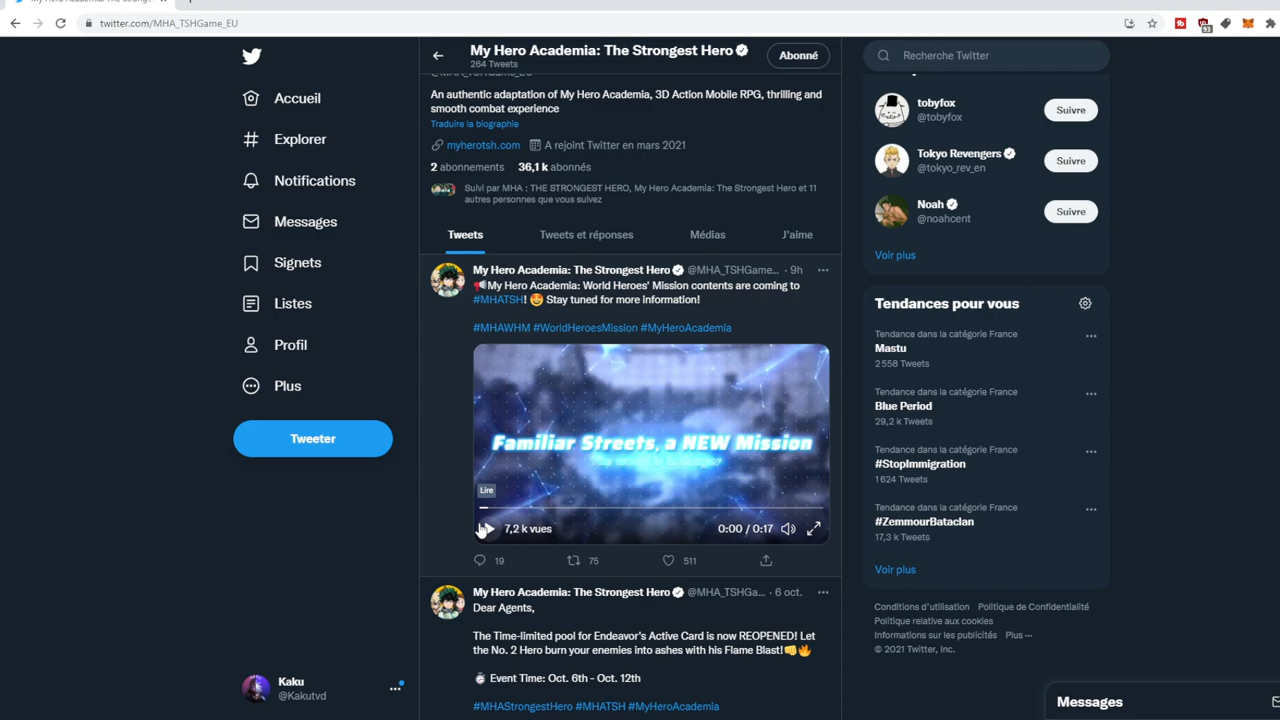 My Hero Academia: The Strongest He
twitter.com/MHA_TSHGame_EU
93
Accueil
Explorer
Notifications
Messages
Signets
Listes
Profil
Plus
Tweeter
Kaku
@Kakutvd
My Hero Academia: The Strongest Hero
264 Tweets
Abonné
@MHA_TSHGame_EU
An authentic adaptation of My Hero Academia, 3D Action Mobile RPG, thrilling and
smooth combat experience
Traduire la biographie
myherotsh.com A rejoint Twitter en mars 2021
2 abonnements 36,1 k abonnés
Suivi par MHA : THE STRONGEST HERO, My Hero Academia: The Strongest Hero et 11
autres personnes que vous suivez
Tweets Tweets et réponses Médias J'aime
My Hero Academia: The Strongest Hero @MHA_TSHGame... · 9h
📢My Hero Academia: World Heroes' Mission contents are coming to
#MHATSH! 🤩 Stay tuned for more information!
#MHAWHM #WorldHeroesMission #MyHeroAcademia
Familiar Streets, a NEW Mission
Lire
7,2 k vues 0:00 / 0:17
19 75 511
My Hero Academia: The Strongest Hero @MHA_TSHGa... · 6 oct.
Dear Agents,
The Time-limited pool for Endeavor's Active Card is now REOPENED! Let
the No. 2 Hero burn your enemies into ashes with his Flame Blast!👊🔥
⏱ Event Time: Oct. 6th - Oct. 12th
#MHAStrongestHero #MHATSH #MyHeroAcademia
Recherche Twitter
tobyfox
@tobyfox
Suivre
Tokyo Revengers
@tokyo_rev_en
Suivre
Noah
@noahcent
Suivre
Voir plus
Tendances pour vous
Tendance dans la catégorie France
Mastu
2 558 Tweets
Tendance dans la catégorie France
Blue Period
29,2 k Tweets
Tendance dans la catégorie France
#StopImmigration
1 624 Tweets
Tendance dans la catégorie France
#ZemmourBataclan
17,3 k Tweets
Voir plus
Conditions d'utilisation Politique de Confidentialité
Politique relative aux cookies
Informations sur les publicités Plus ···
© 2021 Twitter, Inc.
Messages